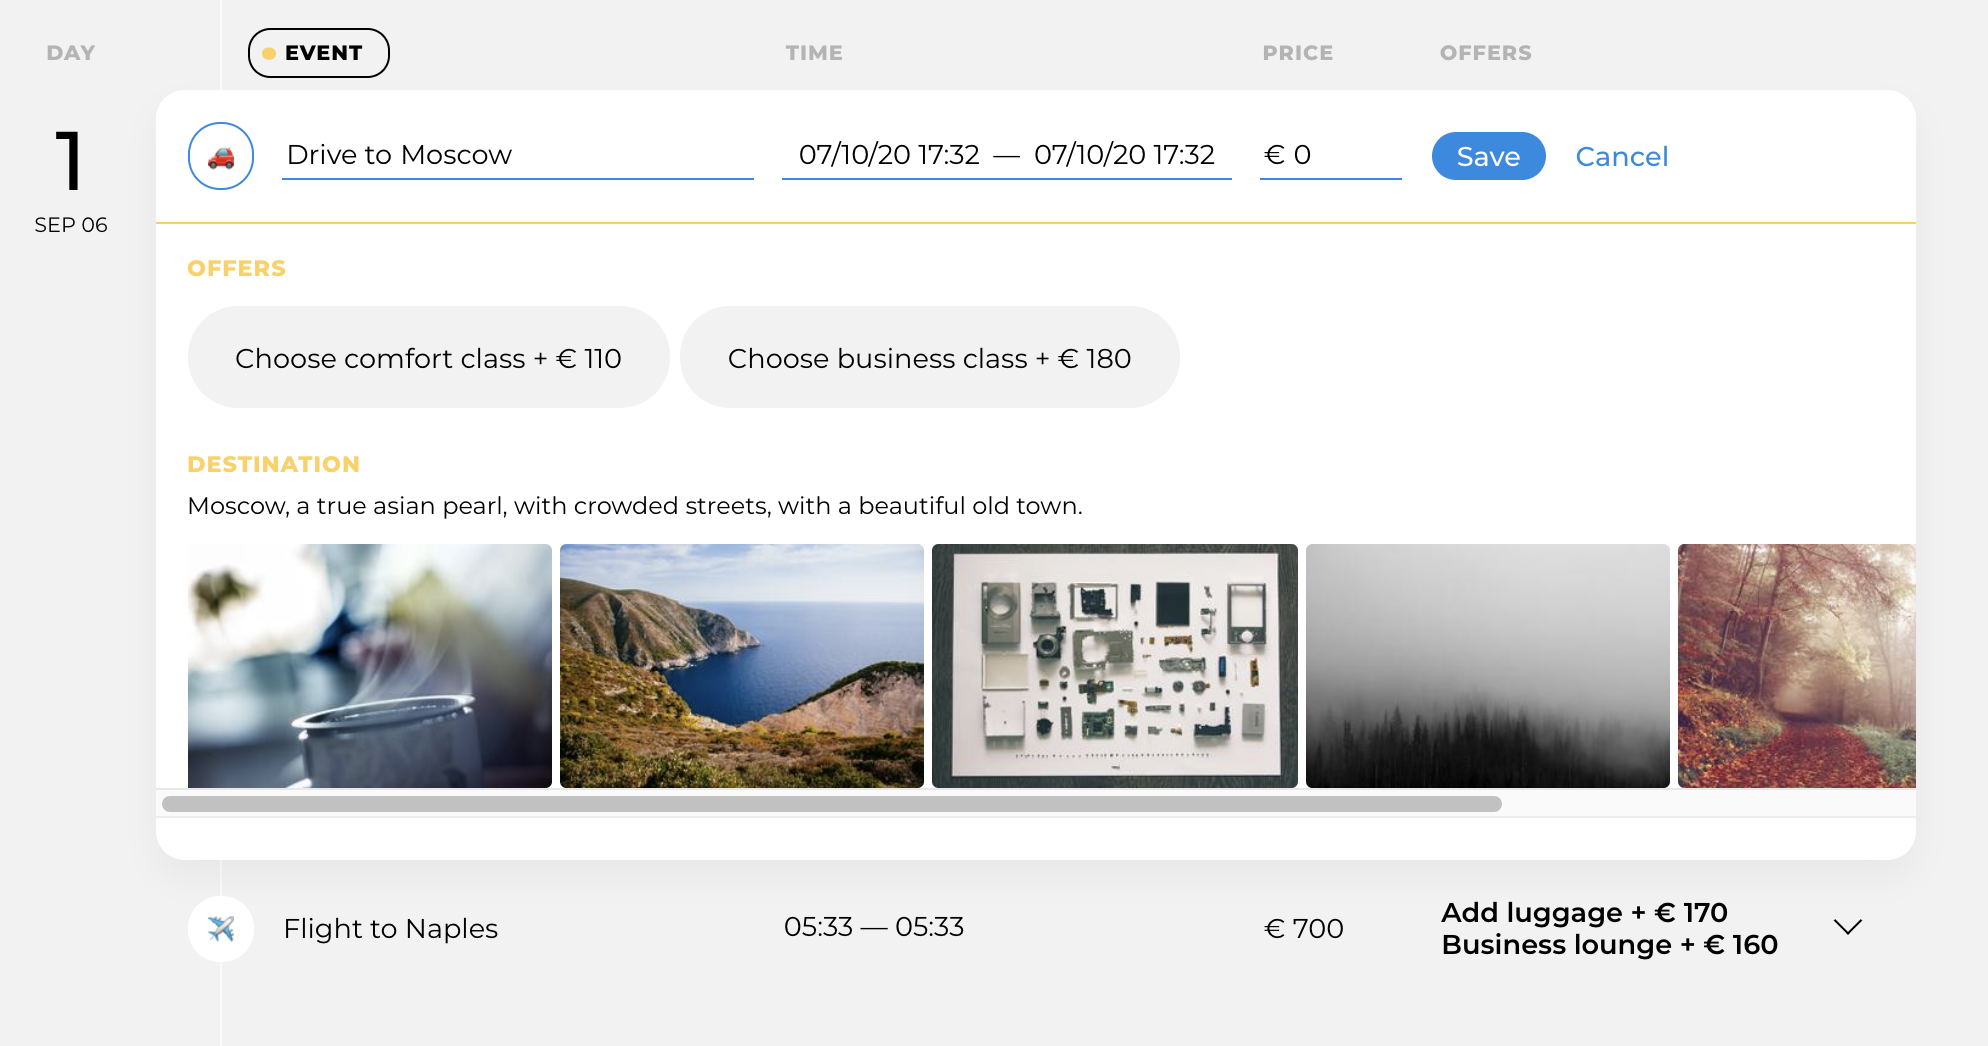 DAY EVENT TIME PRICE OFFERS
1
SEP 06
Drive to Moscow 07/10/20 17:32 — 07/10/20 17:32 € 0 Save Cancel
OFFERS
Choose comfort class + € 110 Choose business class + € 180
DESTINATION
Moscow, a true asian pearl, with crowded streets, with a beautiful old town.
Flight to Naples 05:33 — 05:33 € 700 Add luggage + € 170
Business lounge + € 160